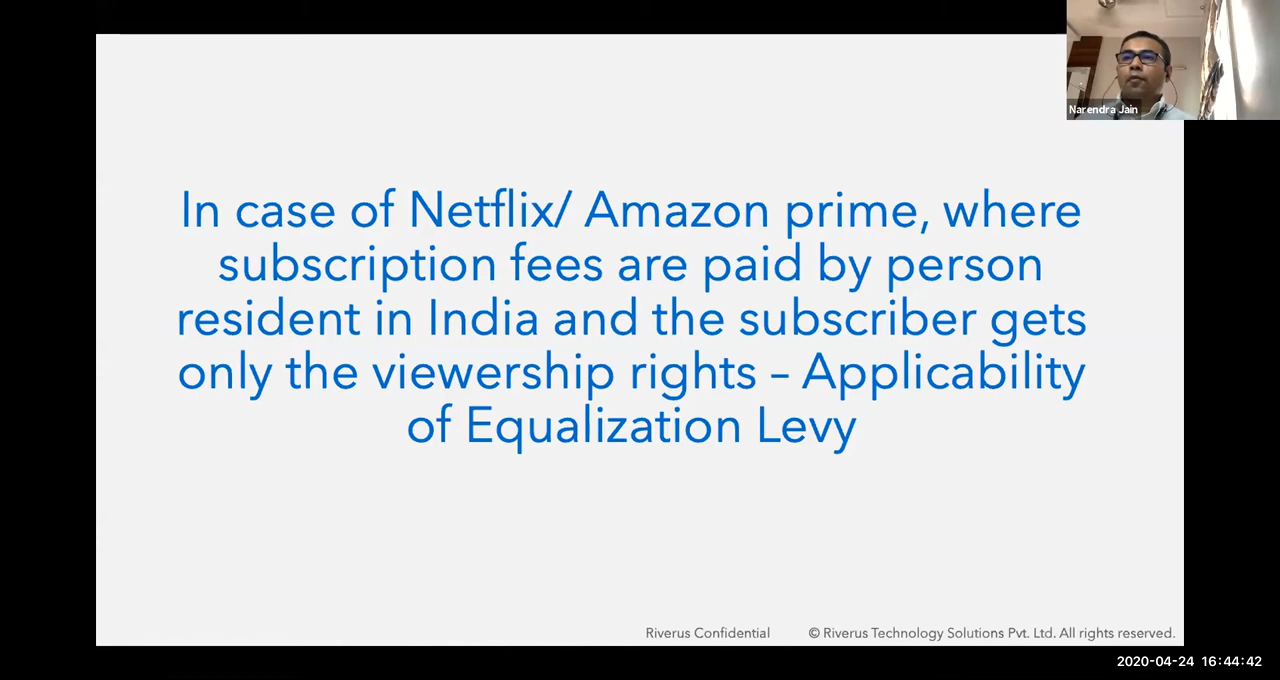 Narendra Jain
In case of Netflix/ Amazon prime, where
subscription fees are paid by person
resident in India and the subscriber gets
only the viewership rights – Applicability
of Equalization Levy
Riverus Confidential
© Riverus Technology Solutions Pvt. Ltd. All rights reserved.
2020-04-24 16:44:42